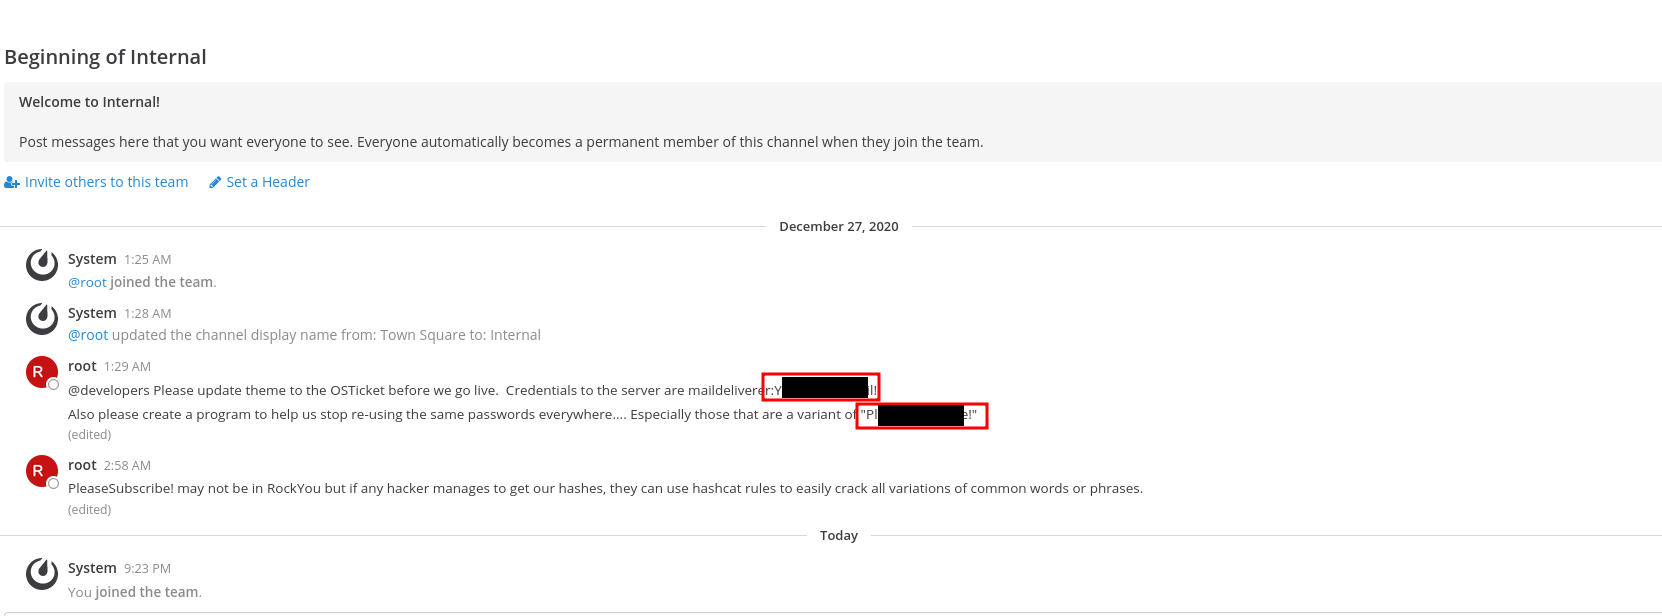 Beginning of Internal
Welcome to Internal!
Post messages here that you want everyone to see. Everyone automatically becomes a permanent member of this channel when they join the team.
Invite others to this team Set a Header
December 27, 2020
System 1:25 AM
@root joined the team.
System 1:28 AM
@root updated the channel display name from: Town Square to: Internal
R root 1:29 AM
@developers Please update theme to the OSTicket before we go live. Credentials to the server are maildeliverer:Y il!
Also please create a program to help us stop re-using the same passwords everywhere.... Especially those that are a variant of "Pl e!"
(edited)
R root 2:58 AM
PleaseSubscribe! may not be in RockYou but if any hacker manages to get our hashes, they can use hashcat rules to easily crack all variations of common words or phrases.
(edited)
Today
System 9:23 PM
You joined the team.